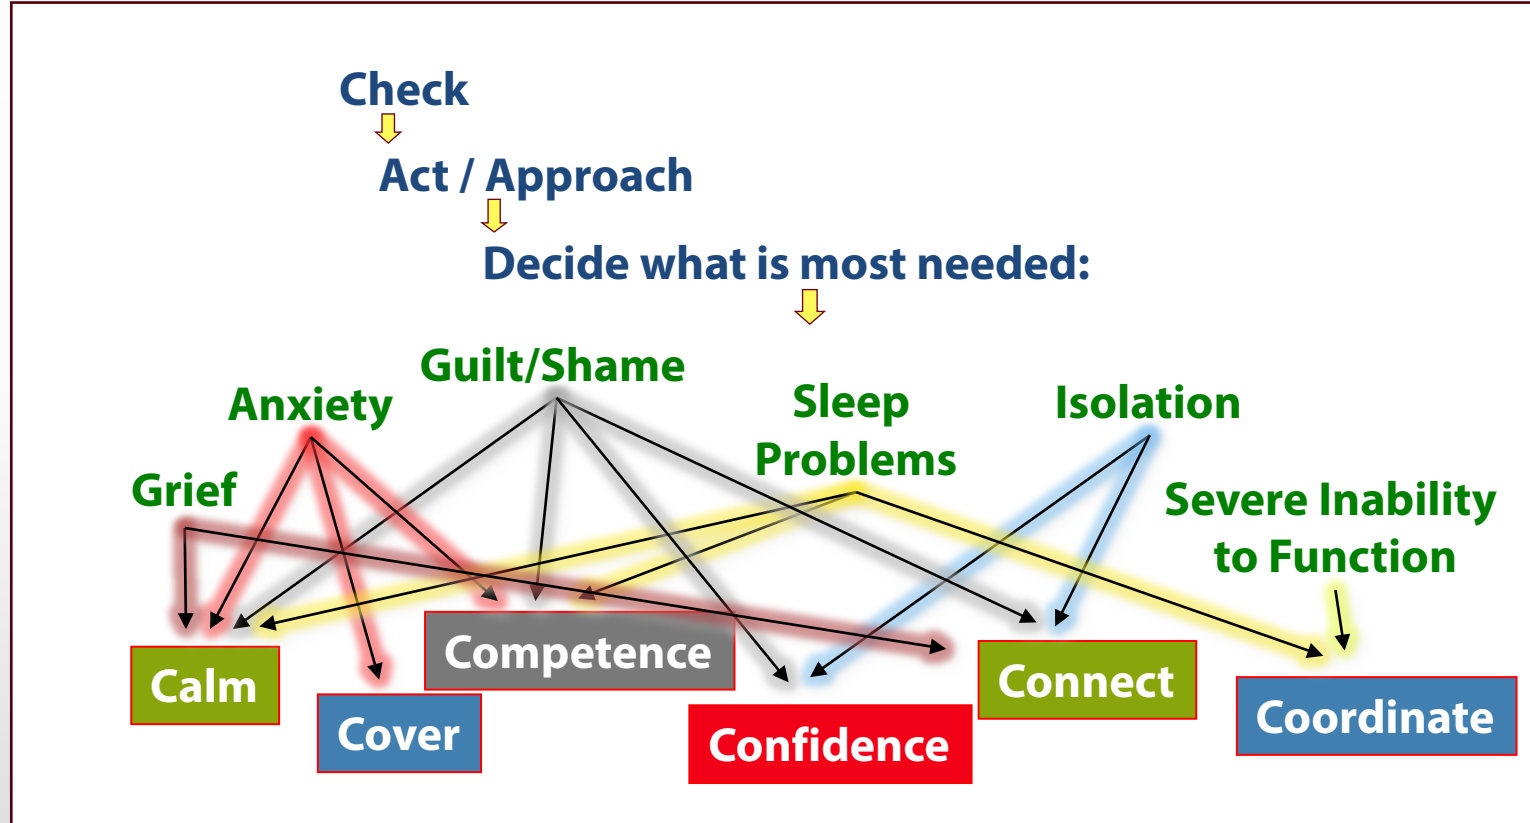 Check
Act / Approach
Decide what is most needed:
Guilt/Shame
Anxiety
Sleep
Problems
Isolation
Grief
Severe Inability
to Function
Calm
Cover
Competence
Confidence
Connect
Coordinate